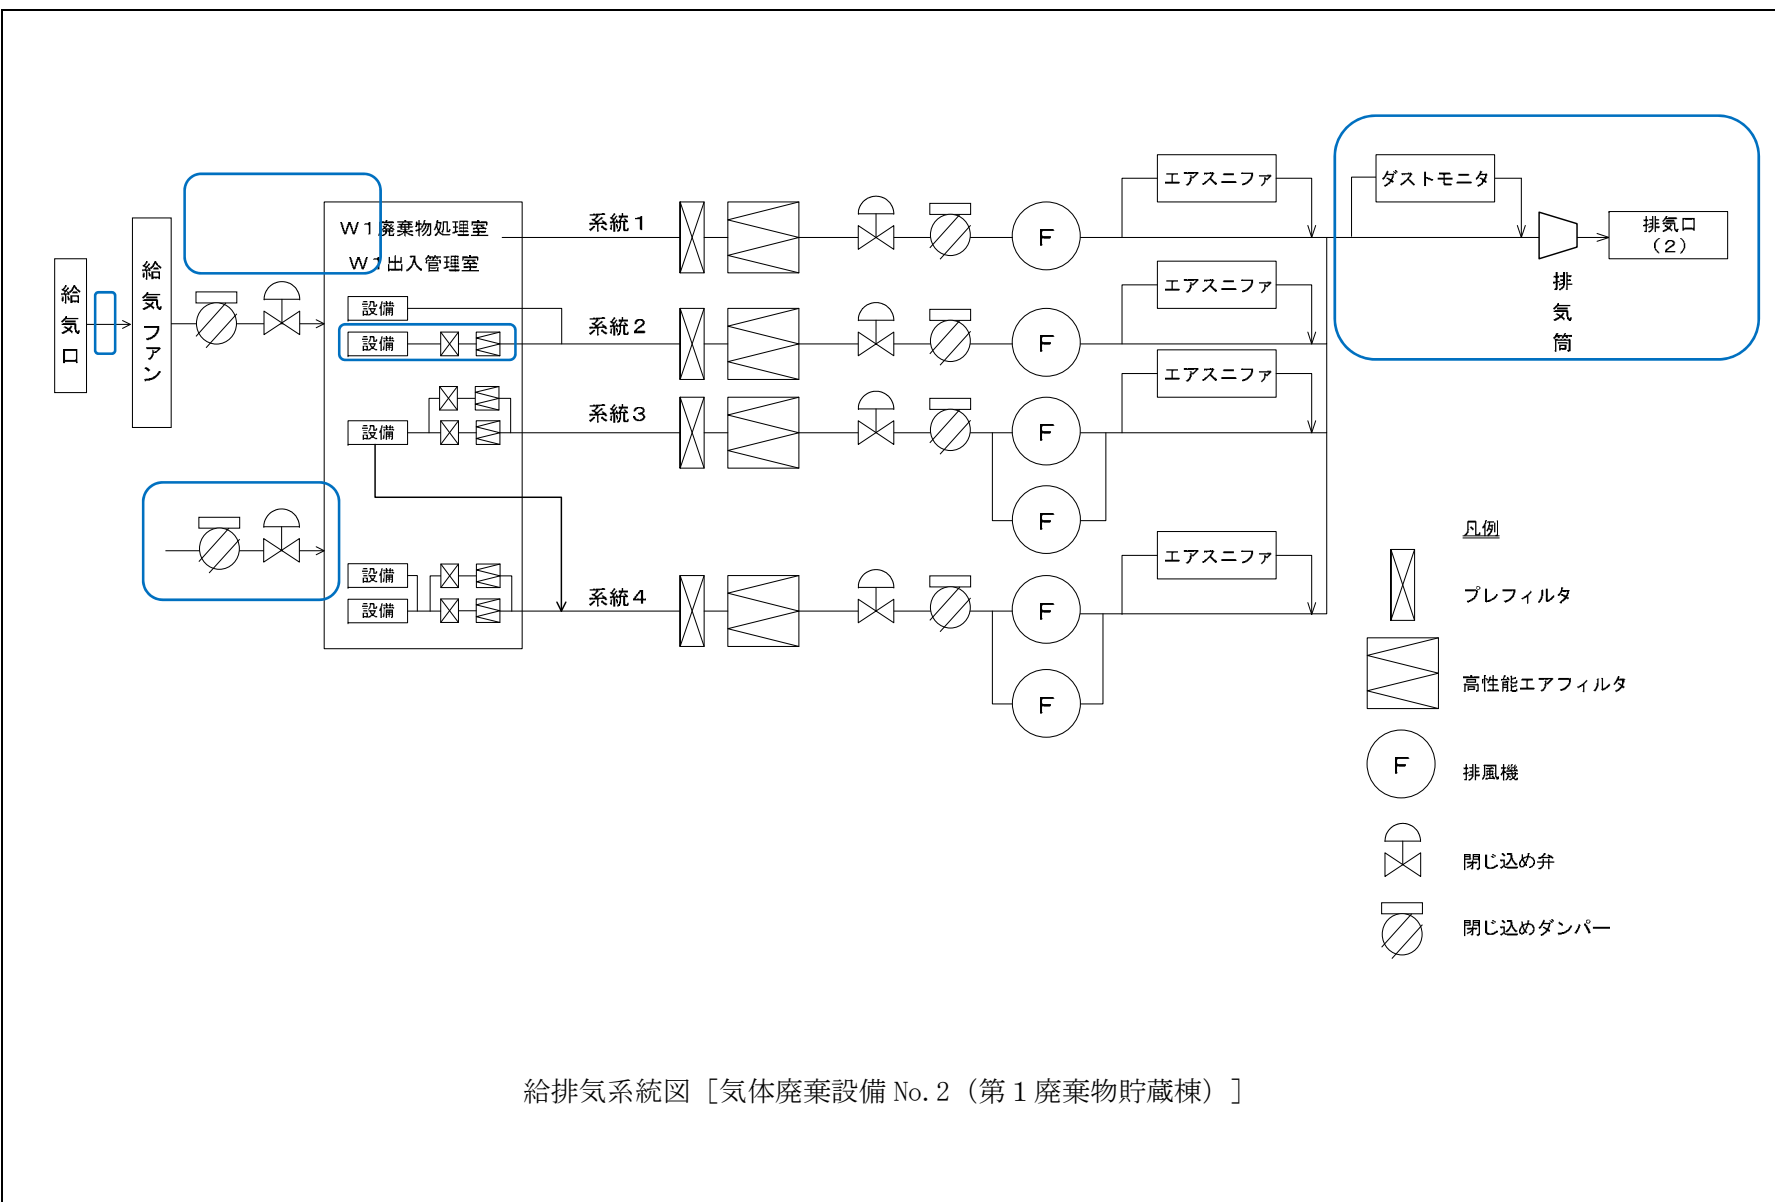 給気口
給気ファン
W1廃棄物処理室
W1出入管理室
設備
設備
設備
設備
設備
系統1
系統2
系統3
系統4
F
F
F
F
F
F
エアスニファ
エアスニファ
エアスニファ
エアスニファ
ダストモニタ
排気筒
排気口
(2)
凡例
プレフィルタ
高性能エアフィルタ
F
排風機
閉じ込め弁
閉じ込めダンパー
給排気系統図［気体廃棄設備 No.2（第１廃棄物貯蔵棟）］